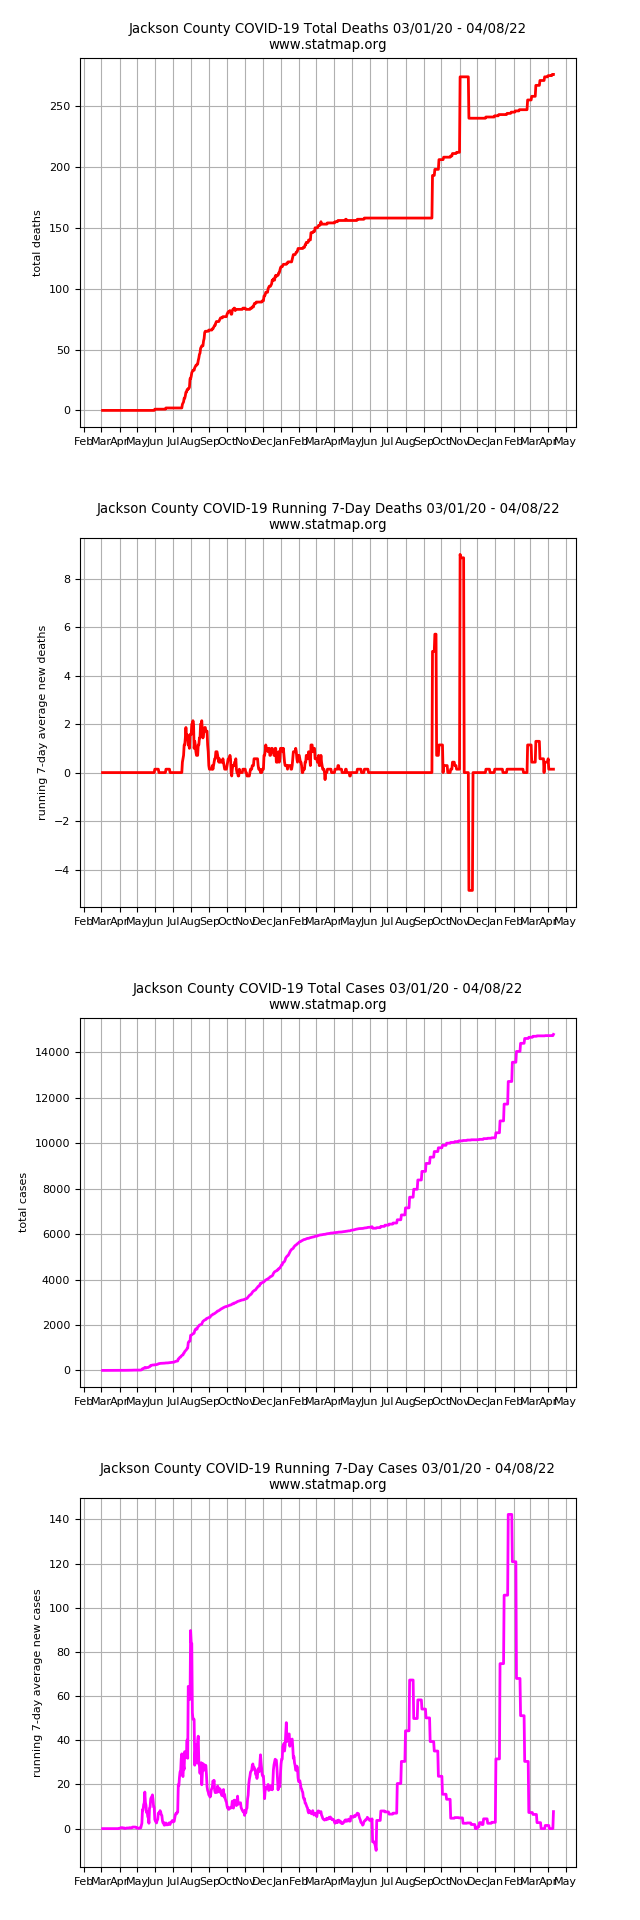 Jackson County COVID-19 Total Deaths 03/01/20 - 04/08/22
www.statmap.org
total deaths
250
200
150
100
50
0
Feb Mar Apr May Jun Jul Aug Sep Oct Nov Dec Jan Feb Mar Apr May Jun Jul Aug Sep Oct Nov Dec Jan Feb Mar Apr May
Jackson County COVID-19 Running 7-Day Deaths 03/01/20 - 04/08/22
www.statmap.org
running 7-day average new deaths
8
6
4
2
0
−2
−4
Feb Mar Apr May Jun Jul Aug Sep Oct Nov Dec Jan Feb Mar Apr May Jun Jul Aug Sep Oct Nov Dec Jan Feb Mar Apr May
Jackson County COVID-19 Total Cases 03/01/20 - 04/08/22
www.statmap.org
total cases
14000
12000
10000
8000
6000
4000
2000
0
Feb Mar Apr May Jun Jul Aug Sep Oct Nov Dec Jan Feb Mar Apr May Jun Jul Aug Sep Oct Nov Dec Jan Feb Mar Apr May
Jackson County COVID-19 Running 7-Day Cases 03/01/20 - 04/08/22
www.statmap.org
running 7-day average new cases
140
120
100
80
60
40
20
0
Feb Mar Apr May Jun Jul Aug Sep Oct Nov Dec Jan Feb Mar Apr May Jun Jul Aug Sep Oct Nov Dec Jan Feb Mar Apr May